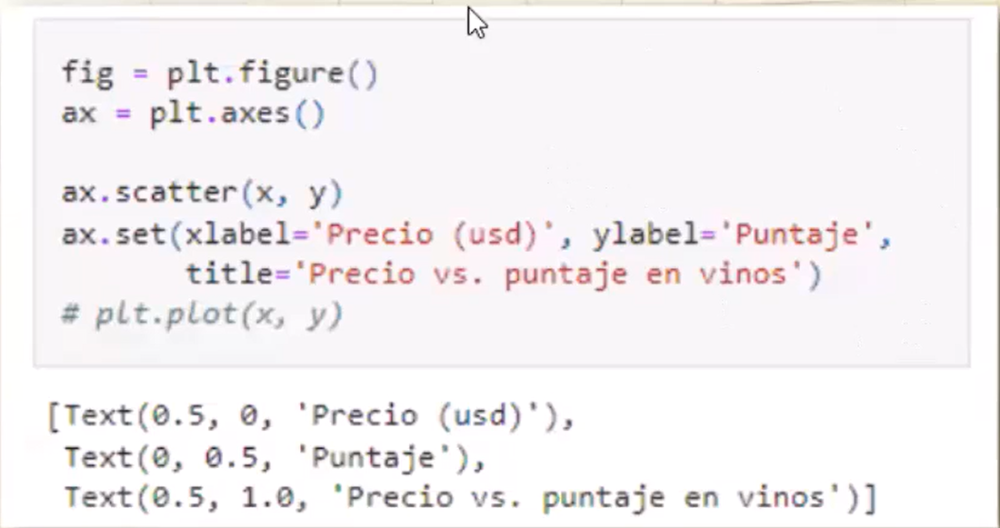 fig = plt.figure()
ax = plt.axes()
ax.scatter(x, y)
ax.set(xlabel='Precio (usd)', ylabel='Puntaje',
title='Precio vs. puntaje en vinos')
# plt.plot(x, y)
[Text(0.5, 0, 'Precio (usd)'),
Text(0, 0.5, 'Puntaje'),
Text(0.5, 1.0, 'Precio vs. puntaje en vinos')]